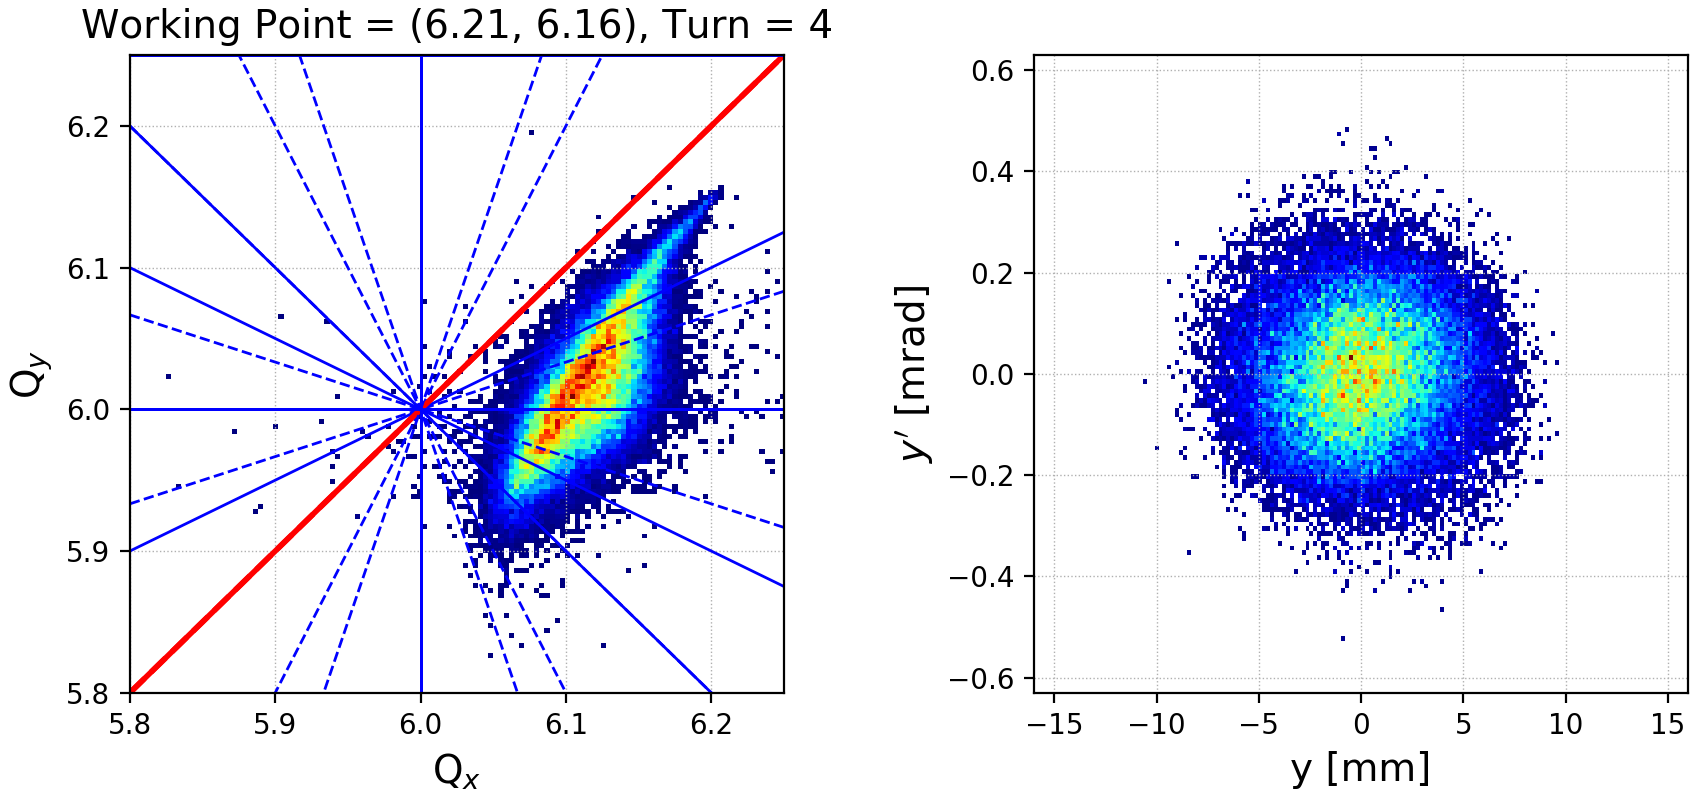 Working Point = (6.21, 6.16), Turn = 4
6.2
6.1
6.0
5.9
5.8
Qy
5.8 5.9 6.0 6.1 6.2
Qx
0.6
0.4
0.2
0.0
−0.2
−0.4
−0.6
y′ [mrad]
−15 −10 −5 0 5 10 15
y [mm]